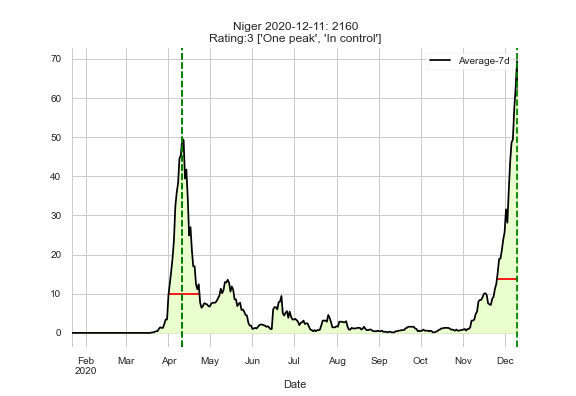 Niger 2020-12-11: 2160
Rating:3 ['One peak', 'In control']
Average-7d
70
60
50
40
30
20
10
0
Feb Mar Apr May Jun Jul Aug Sep Oct Nov Dec
2020
Date